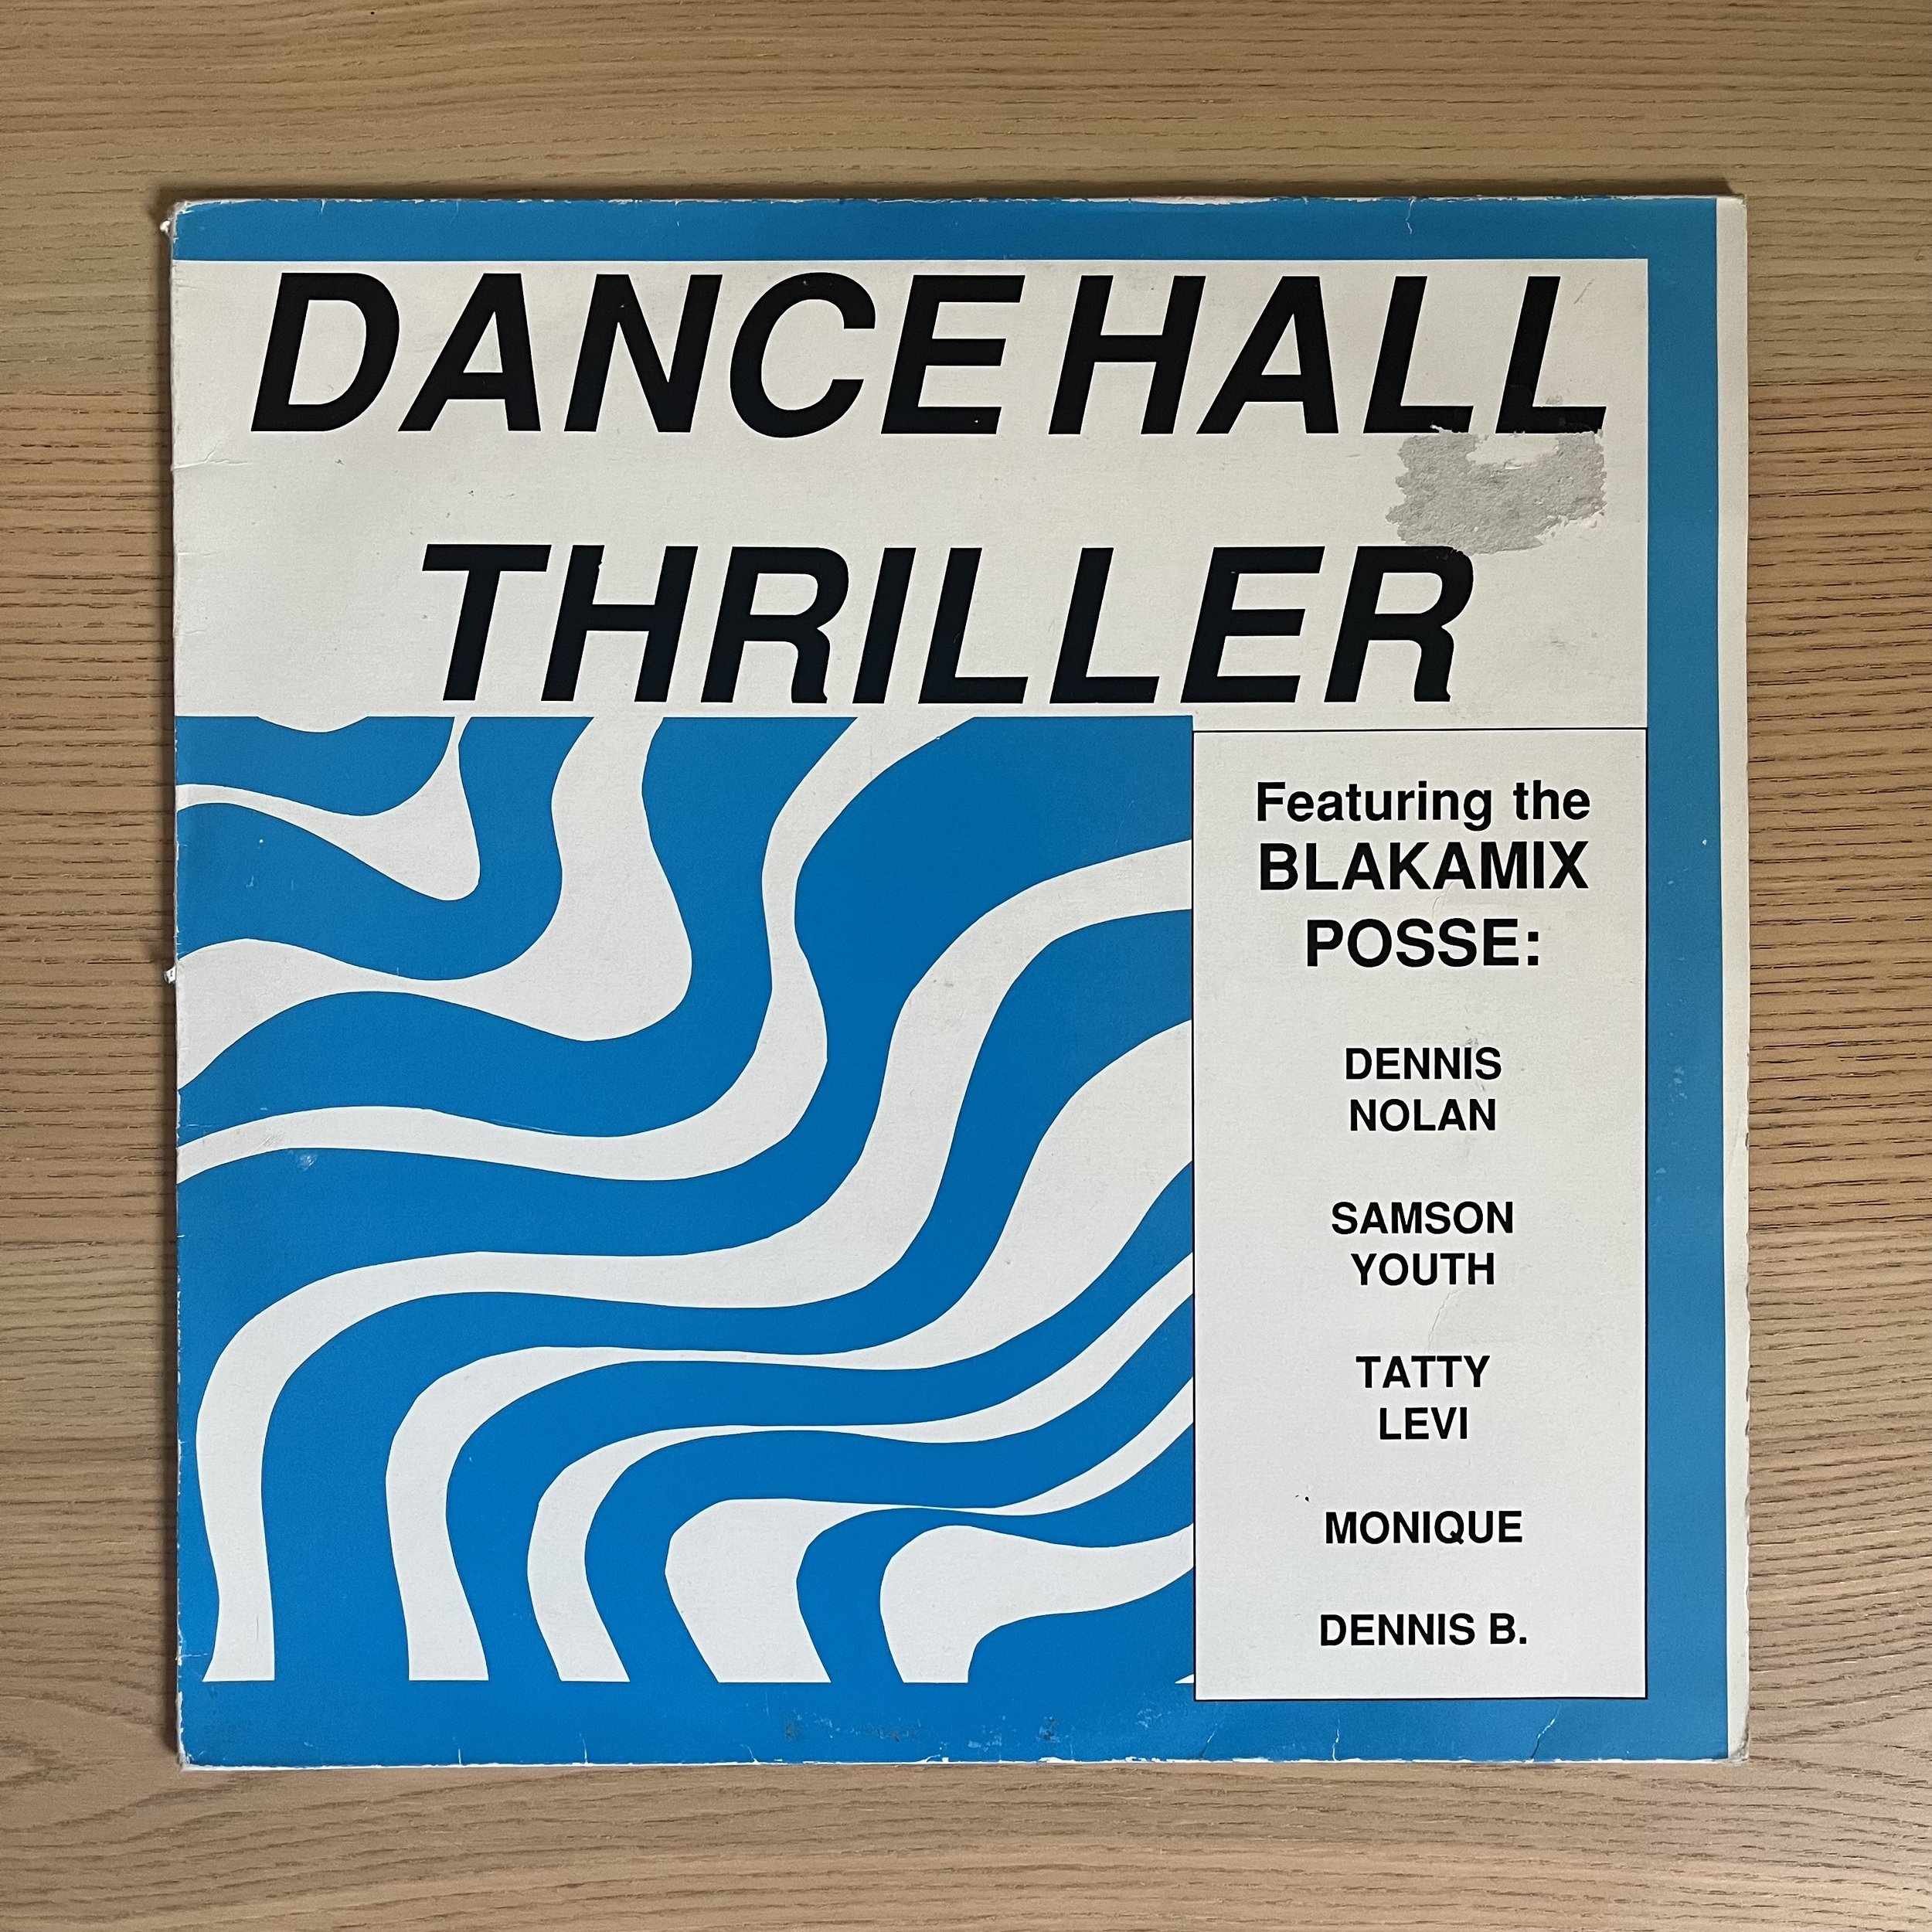 DANCE HALL
THRILLER
Featuring the
BLAKAMIX
POSSE:
DENNIS
NOLAN
SAMSON
YOUTH
TATTY
LEVI
MONIQUE
DENNIS B.